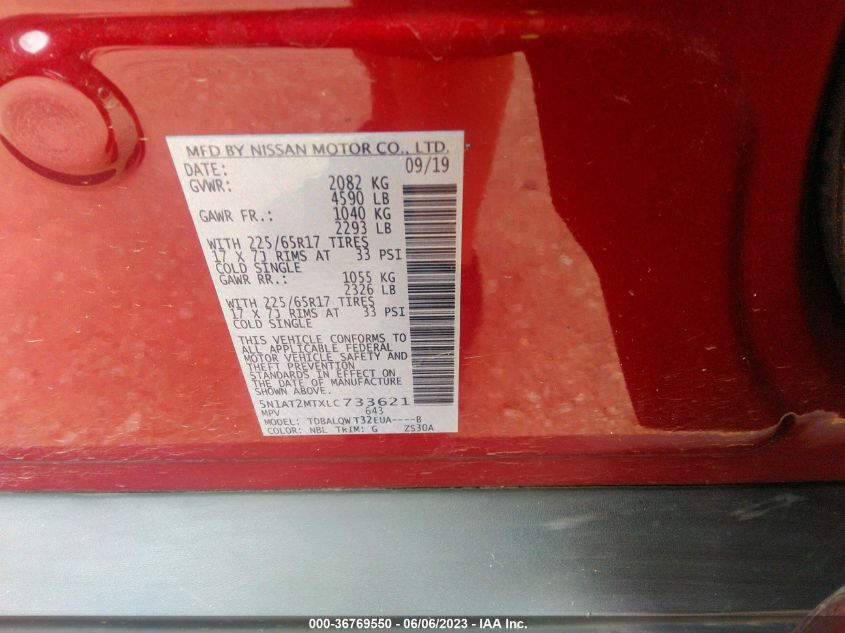 MFD BY NISSAN MOTOR CO., LTD.
DATE: 09/19
GVWR: 2082 KG
4590 LB
GAWR FR.: 1040 KG
2293 LB
WITH 225/65R17 TIRES
17 X 7J RIMS AT 33 PSI
COLD SINGLE
GAWR RR.: 1055 KG
2326 LB
WITH 225/65R17 TIRES
17 X 7J RIMS AT 33 PSI
COLD SINGLE
THIS VEHICLE CONFORMS TO
ALL APPLICABLE FEDERAL
MOTOR VEHICLE SAFETY AND
THEFT PREVENTION
STANDARDS IN EFFECT ON
THE DATE OF MANUFACTURE
SHOWN ABOVE.
5N1AT2MTXLC733621
MPV 643
MODEL: TDBALQWT32EUA----B
COLOR: NBL TRIM: G ZS30A
000-36769550 - 06/06/2023 - IAA Inc.